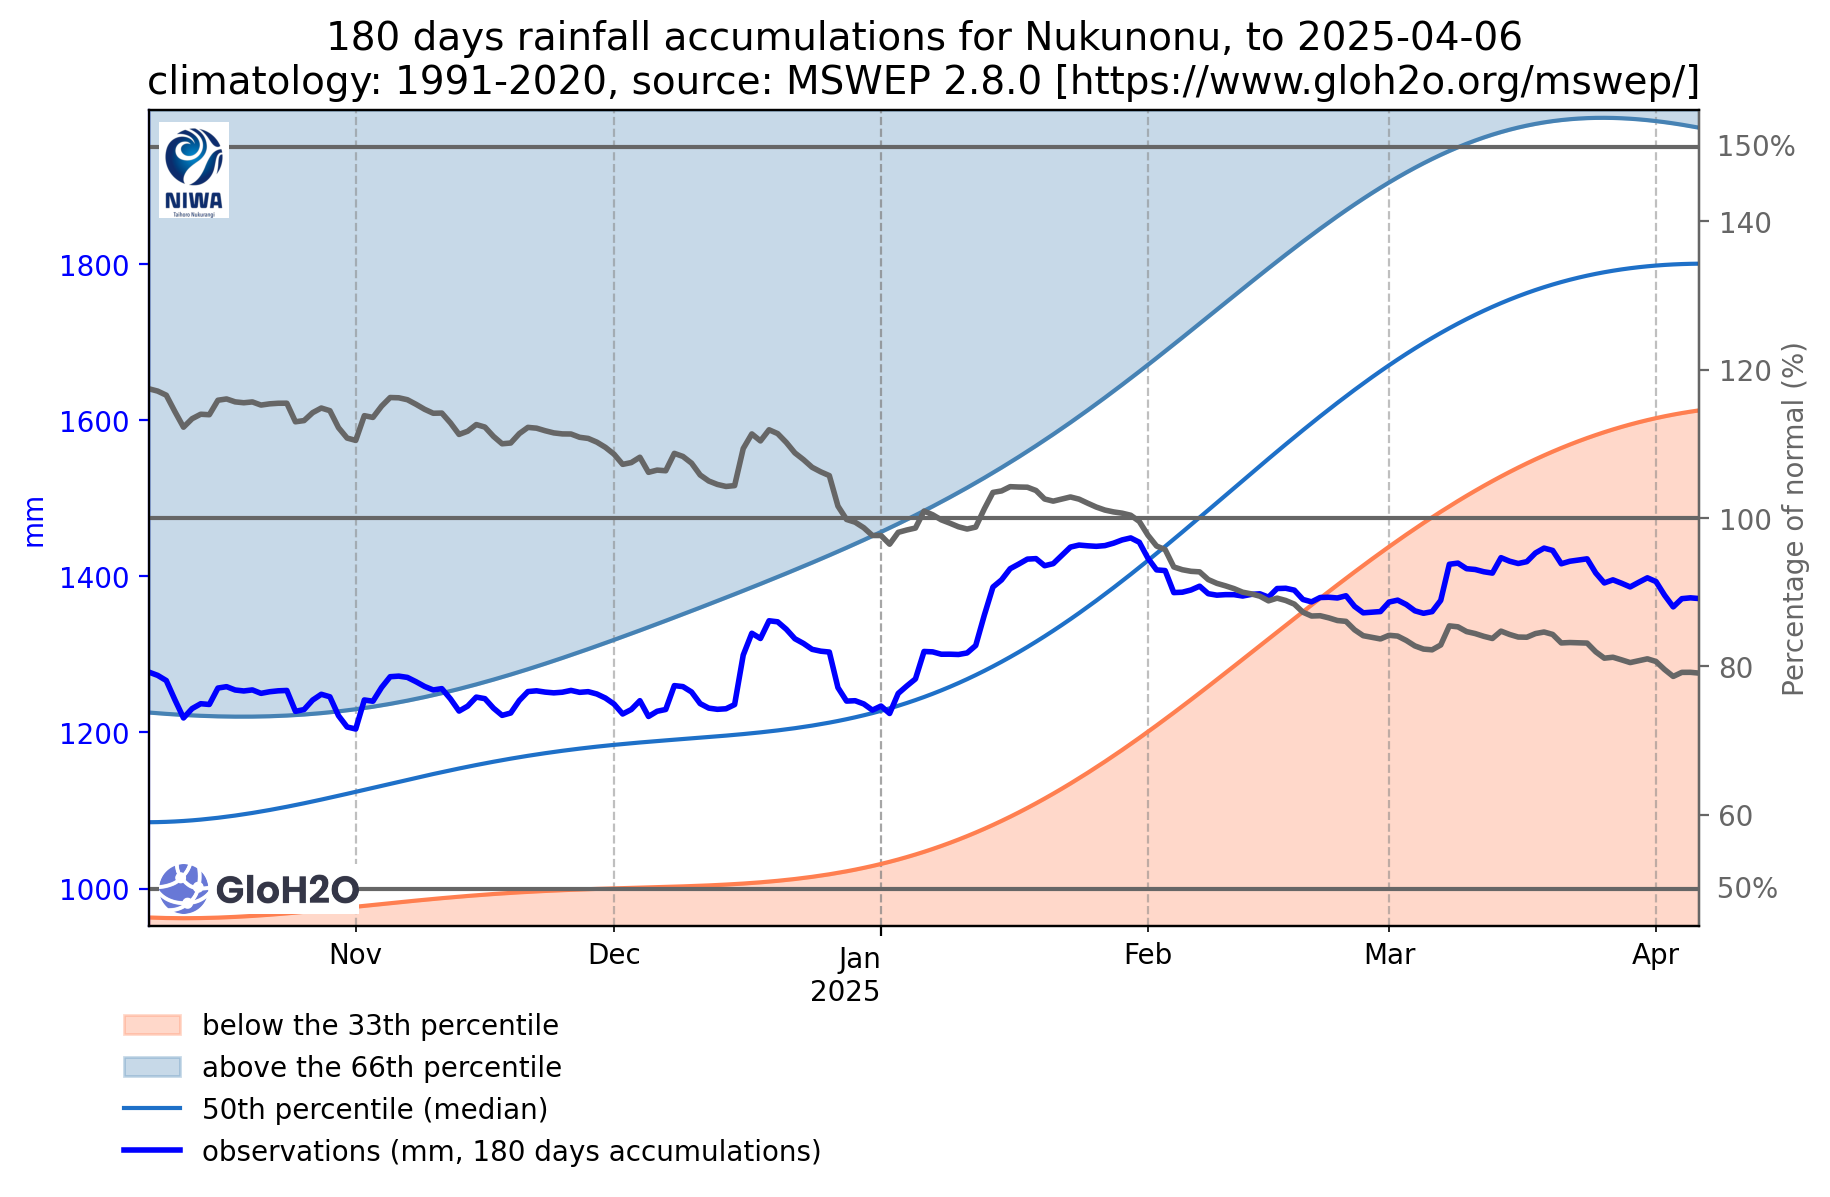 180 days rainfall accumulations for Nukunonu, to 2025-04-06
climatology: 1991-2020, source: MSWEP 2.8.0 [https://www.gloh2o.org/mswep/]
NIWA
Taihoro Nukurangi
150%
140
1800
120
1600
Percentage of normal (%)
mm
100
1400
80
1200
60
1000
GloH2O
50%
Nov
Dec
Jan
2025
Feb
Mar
Apr
below the 33th percentile
above the 66th percentile
50th percentile (median)
observations (mm, 180 days accumulations)